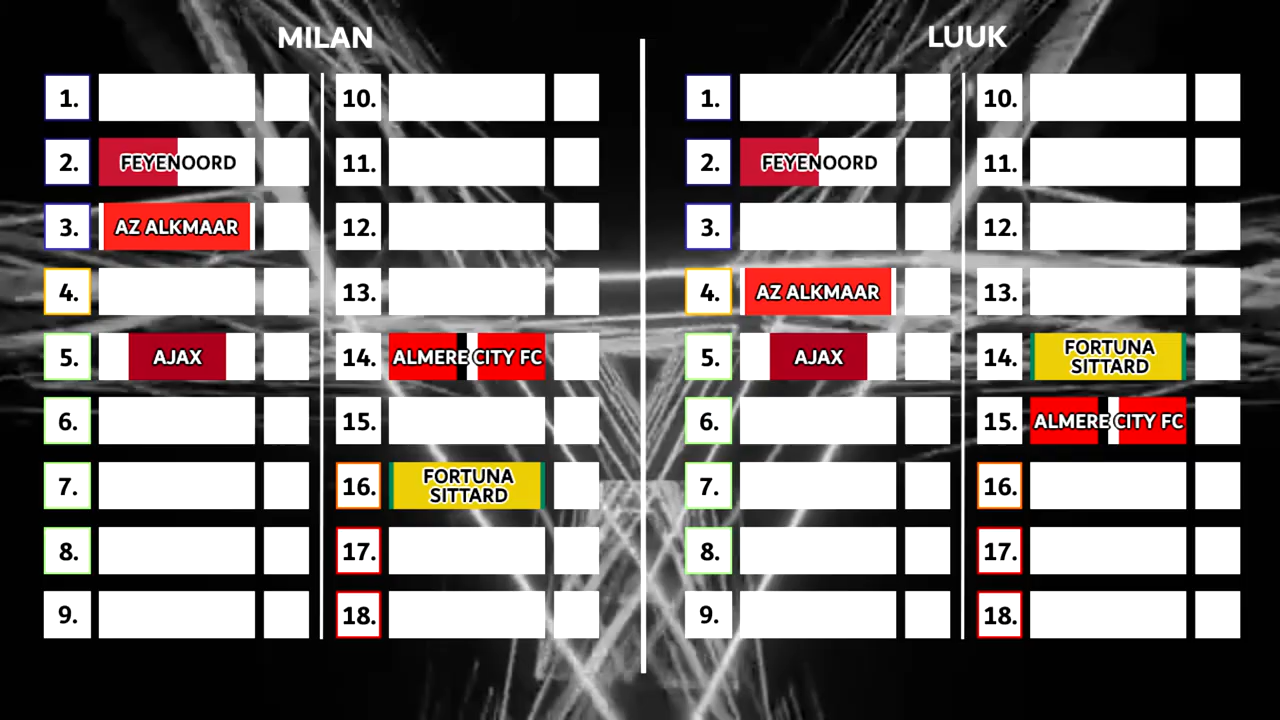 MILAN
1.
2. FEYENOORD
3. AZ ALKMAAR
4.
5. AJAX
6.
7.
8.
9.
10.
11.
12.
13.
14. ALMERE CITY FC
15.
16. FORTUNA
SITTARD
17.
18.
LUUK
1.
2. FEYENOORD
3.
4. AZ ALKMAAR
5. AJAX
6.
7.
8.
9.
10.
11.
12.
13.
14. FORTUNA
SITTARD
15. ALMERE CITY FC
16.
17.
18.